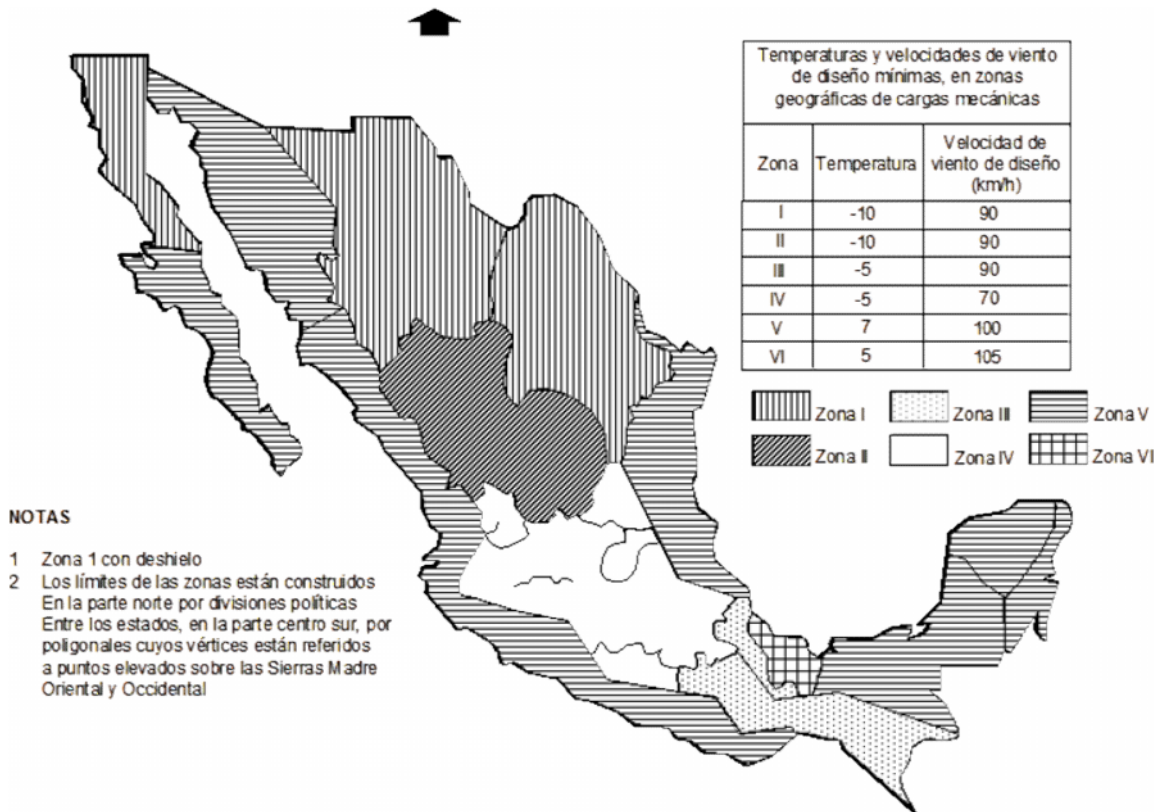 Temperaturas y velocidades de viento
de diseño mínimas, en zonas
geográficas de cargas mecánicas
Zona Temperatura Velocidad de
viento de diseño
(km/h)
I -10 90
II -10 90
III -5 90
IV -5 70
V 7 100
VI 5 105
Zona I Zona III Zona V
Zona II Zona IV Zona VI
NOTAS
1 Zona 1 con deshielo
2 Los límites de las zonas están construidos
En la parte norte por divisiones políticas
Entre los estados, en la parte centro sur, por
poligonales cuyos vértices están referidos
a puntos elevados sobre las Sierras Madre
Oriental y Occidental